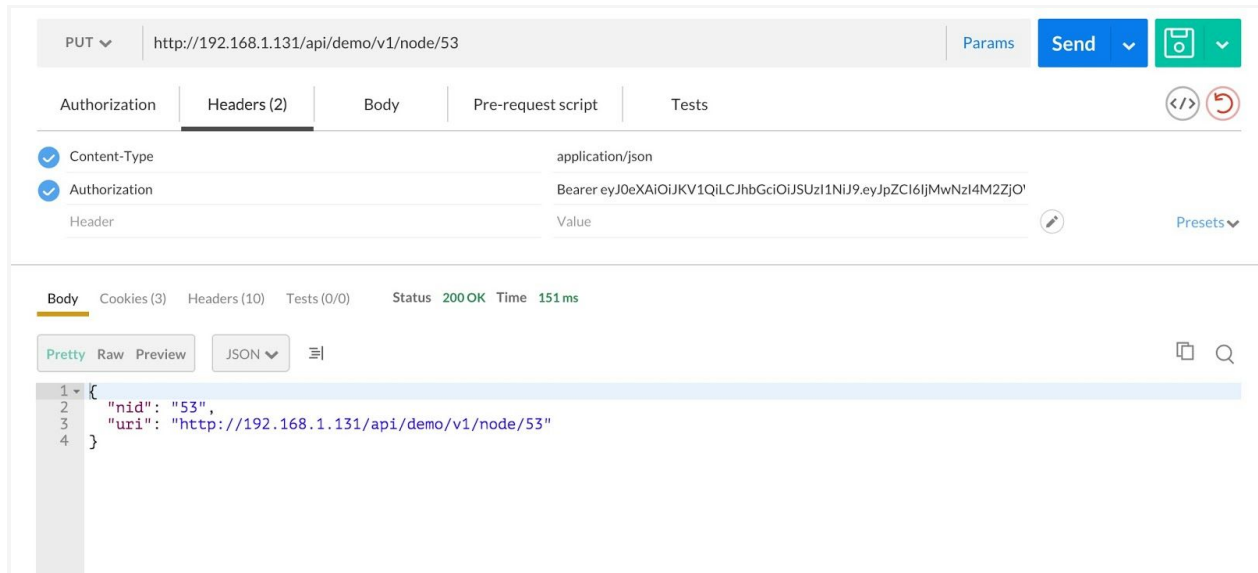 PUT http://192.168.1.131/api/demo/v1/node/53 Params Send
Authorization Headers (2) Body Pre-request script Tests
Content-Type application/json
Authorization Bearer eyJ0eXAiOiJKV1QiLCJhbGciOiJSUzI1NiJ9.eyJpZCI6IjMwNzI4M2ZjO
Header Value Presets
Body Cookies (3) Headers (10) Tests (0/0) Status 200 OK Time 151 ms
Pretty Raw Preview JSON
1 {
2 "nid": "53",
3 "uri": "http://192.168.1.131/api/demo/v1/node/53"
4 }